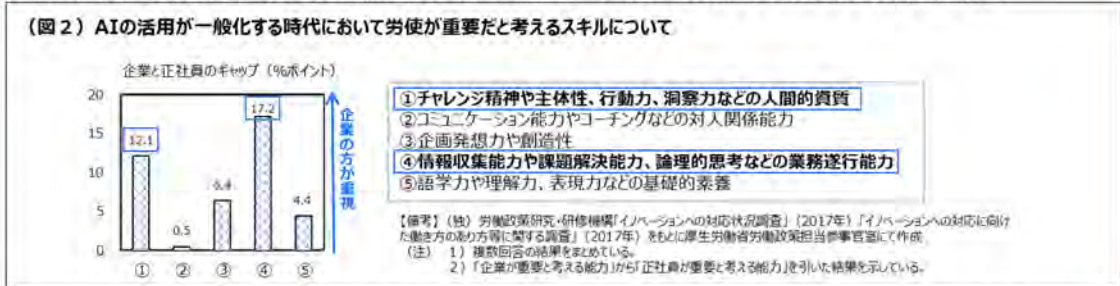 （図２）AIの活用が一般化する時代において労使が重要だと考えるスキルについて
企業と正社員のギャップ（％ポイント）
20
15
10
5
0
12.1
0.5
6.4
17.2
4.4
①
②
③
④
⑤
企業の方が重視
①チャレンジ精神や主体性、行動力、洞察力などの人間的資質
②コミュニケーション能力やコーチングなどの対人関係能力
③企画発想力や創造性
④情報収集能力や課題解決能力、論理的思考などの業務遂行能力
⑤語学力や理解力、表現力などの基礎的素養
【備考】（独）労働政策研究・研修機構「イノベーションへの対応状況調査」（2017年）「イノベーションへの対応に向け
た働き方のあり方等に関する調査」（2017年）をもとに厚生労働省労働政策担当参事官室にて作成
（注） １）複数回答の結果をまとめている。
２）「企業が重要と考える能力」から「正社員が重要と考える能力」を引いた結果を示している。